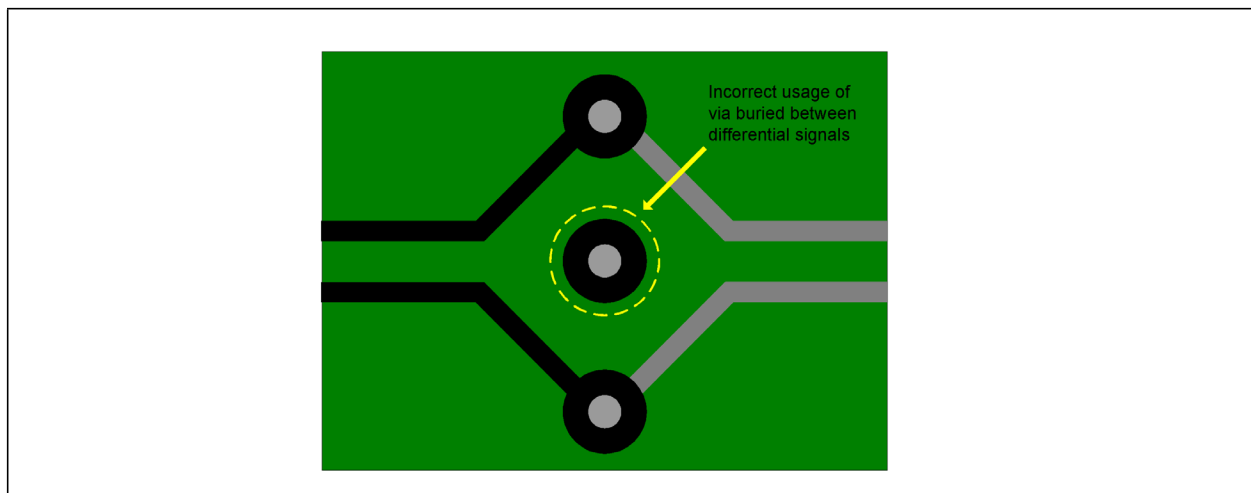 Incorrect usage of
via buried between
differential signals